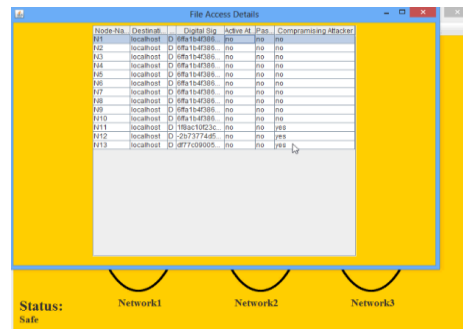 File Access Details
Node-Na... Destinati... Digital Sig Active At... Pas... Compromising Attacker
N1 localhost D 6ffa1b4f386... no no no
N2 localhost D 6ffa1b4f386... no no no
N3 localhost D 6ffa1b4f386... no no no
N4 localhost D 6ffa1b4f386... no no no
N5 localhost D 6ffa1b4f386... no no no
N6 localhost D 6ffa1b4f386... no no no
N7 localhost D 6ffa1b4f386... no no no
N8 localhost D 6ffa1b4f386... no no no
N9 localhost D 6ffa1b4f386... no no no
N10 localhost D 6ffa1b4f386... no no no
N11 localhost D 1f8ac10f23c... no no yes
N12 localhost D -2b73774d5... no no yes
N13 localhost D df77c09005... no no yes
Network1 Network2 Network3
Status:
Safe